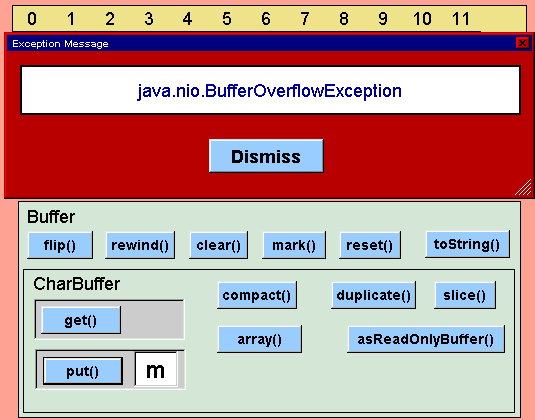 0 1 2 3 4 5 6 7 8 9 10 11
Exception Message
java.nio.BufferOverflowException
Dismiss
Buffer
flip() rewind() clear() mark() reset() toString()
CharBuffer
compact() duplicate() slice()
get()
array() asReadOnlyBuffer()
put() m